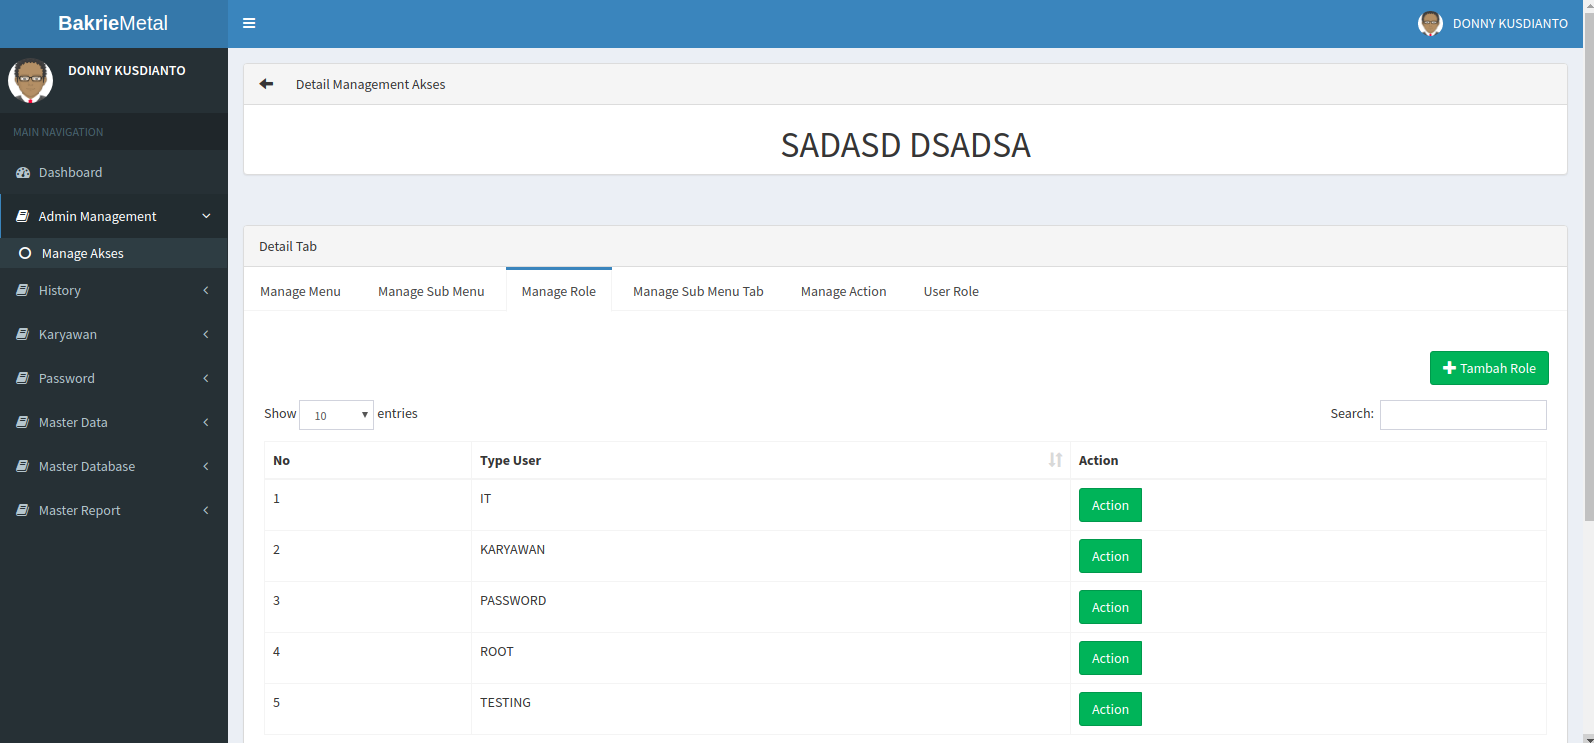 BakrieMetal
DONNY KUSDIANTO
DONNY KUSDIANTO
MAIN NAVIGATION
Dashboard
Admin Management
Manage Akses
History
Karyawan
Password
Master Data
Master Database
Master Report
Detail Management Akses
SADASD DSADSA
Detail Tab
Manage Menu Manage Sub Menu Manage Role Manage Sub Menu Tab Manage Action User Role
Tambah Role
Show 10 entries Search:
No Type User Action
1 IT Action
2 KARYAWAN Action
3 PASSWORD Action
4 ROOT Action
5 TESTING Action